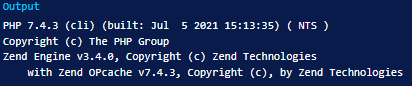 Output
PHP 7.4.3 (cli) (built: Jul  5 2021 15:13:35) ( NTS )
Copyright (c) The PHP Group
Zend Engine v3.4.0, Copyright (c) Zend Technologies
    with Zend OPcache v7.4.3, Copyright (c), by Zend Technologies